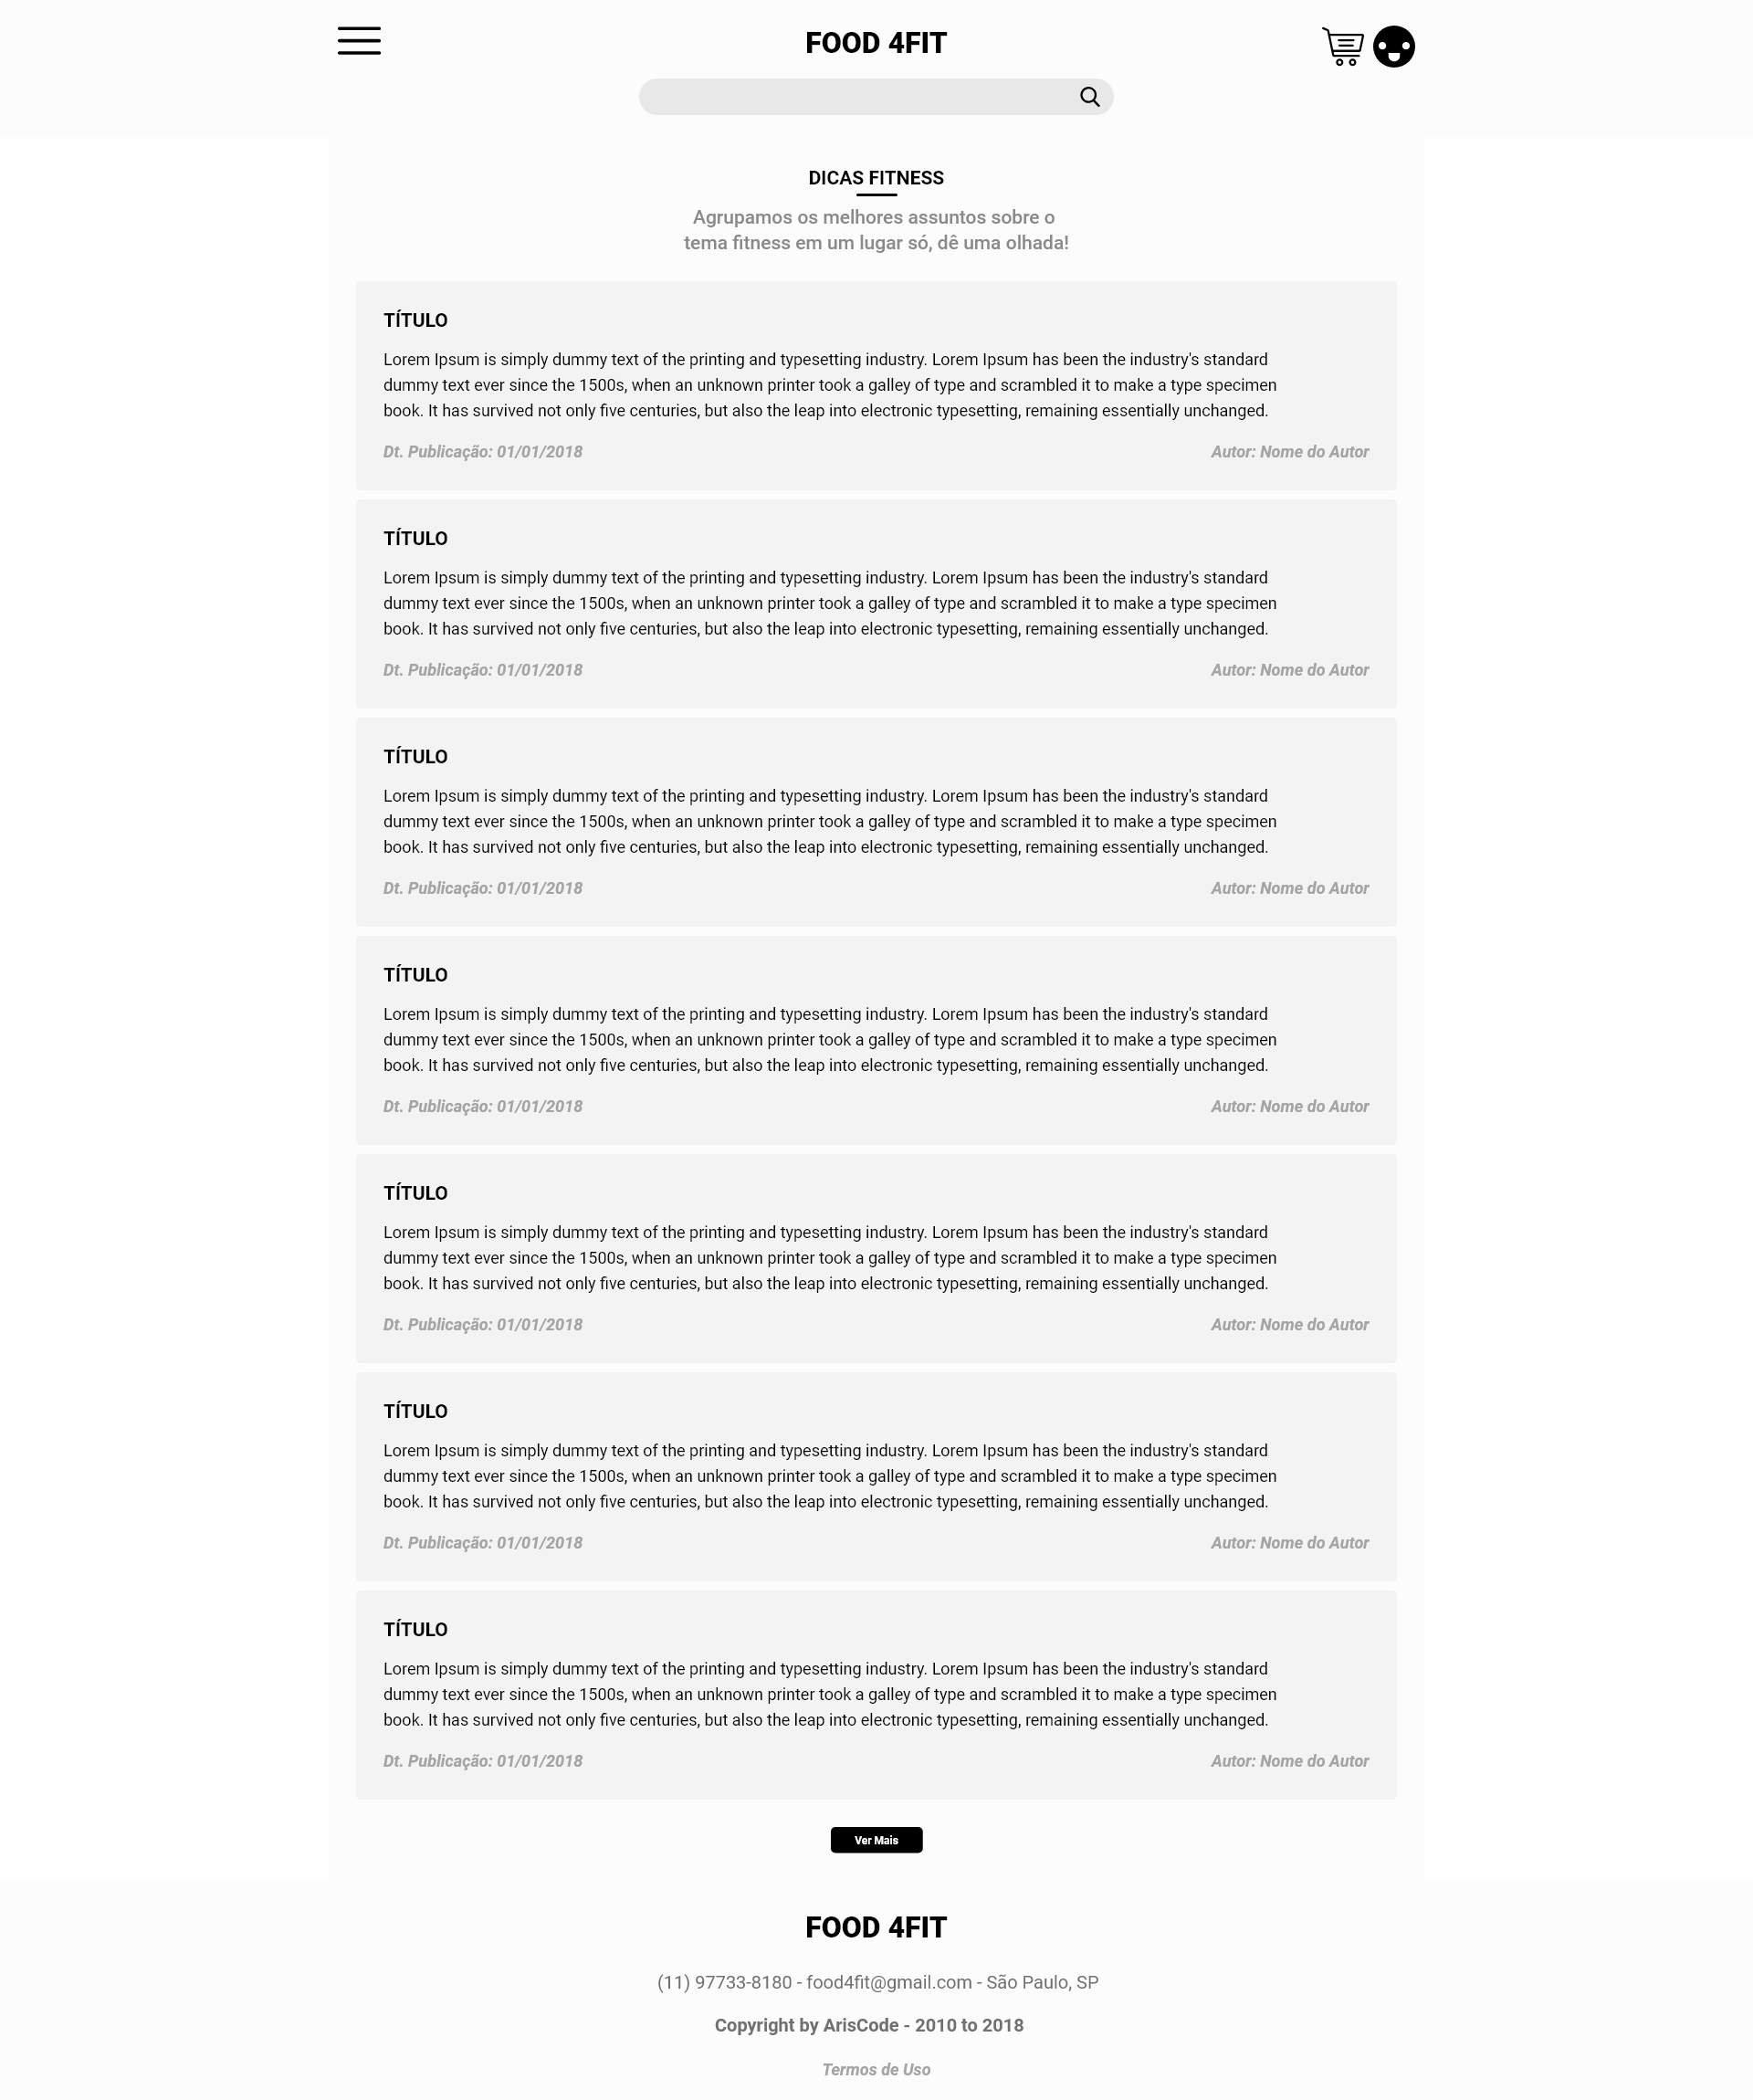 FOOD 4FIT
DICAS FITNESS
Agrupamos os melhores assuntos sobre o
tema fitness em um lugar só, dê uma olhada!
TÍTULO
Lorem Ipsum is simply dummy text of the printing and typesetting industry. Lorem Ipsum has been the industry's standard
dummy text ever since the 1500s, when an unknown printer took a galley of type and scrambled it to make a type specimen
book. It has survived not only five centuries, but also the leap into electronic typesetting, remaining essentially unchanged.
Dt. Publicação: 01/01/2018 Autor: Nome do Autor
TÍTULO
Lorem Ipsum is simply dummy text of the printing and typesetting industry. Lorem Ipsum has been the industry's standard
dummy text ever since the 1500s, when an unknown printer took a galley of type and scrambled it to make a type specimen
book. It has survived not only five centuries, but also the leap into electronic typesetting, remaining essentially unchanged.
Dt. Publicação: 01/01/2018 Autor: Nome do Autor
TÍTULO
Lorem Ipsum is simply dummy text of the printing and typesetting industry. Lorem Ipsum has been the industry's standard
dummy text ever since the 1500s, when an unknown printer took a galley of type and scrambled it to make a type specimen
book. It has survived not only five centuries, but also the leap into electronic typesetting, remaining essentially unchanged.
Dt. Publicação: 01/01/2018 Autor: Nome do Autor
TÍTULO
Lorem Ipsum is simply dummy text of the printing and typesetting industry. Lorem Ipsum has been the industry's standard
dummy text ever since the 1500s, when an unknown printer took a galley of type and scrambled it to make a type specimen
book. It has survived not only five centuries, but also the leap into electronic typesetting, remaining essentially unchanged.
Dt. Publicação: 01/01/2018 Autor: Nome do Autor
TÍTULO
Lorem Ipsum is simply dummy text of the printing and typesetting industry. Lorem Ipsum has been the industry's standard
dummy text ever since the 1500s, when an unknown printer took a galley of type and scrambled it to make a type specimen
book. It has survived not only five centuries, but also the leap into electronic typesetting, remaining essentially unchanged.
Dt. Publicação: 01/01/2018 Autor: Nome do Autor
TÍTULO
Lorem Ipsum is simply dummy text of the printing and typesetting industry. Lorem Ipsum has been the industry's standard
dummy text ever since the 1500s, when an unknown printer took a galley of type and scrambled it to make a type specimen
book. It has survived not only five centuries, but also the leap into electronic typesetting, remaining essentially unchanged.
Dt. Publicação: 01/01/2018 Autor: Nome do Autor
TÍTULO
Lorem Ipsum is simply dummy text of the printing and typesetting industry. Lorem Ipsum has been the industry's standard
dummy text ever since the 1500s, when an unknown printer took a galley of type and scrambled it to make a type specimen
book. It has survived not only five centuries, but also the leap into electronic typesetting, remaining essentially unchanged.
Dt. Publicação: 01/01/2018 Autor: Nome do Autor
Ver Mais
FOOD 4FIT
(11) 97733-8180 - food4fit@gmail.com - São Paulo, SP
Copyright by ArisCode - 2010 to 2018
Termos de Uso